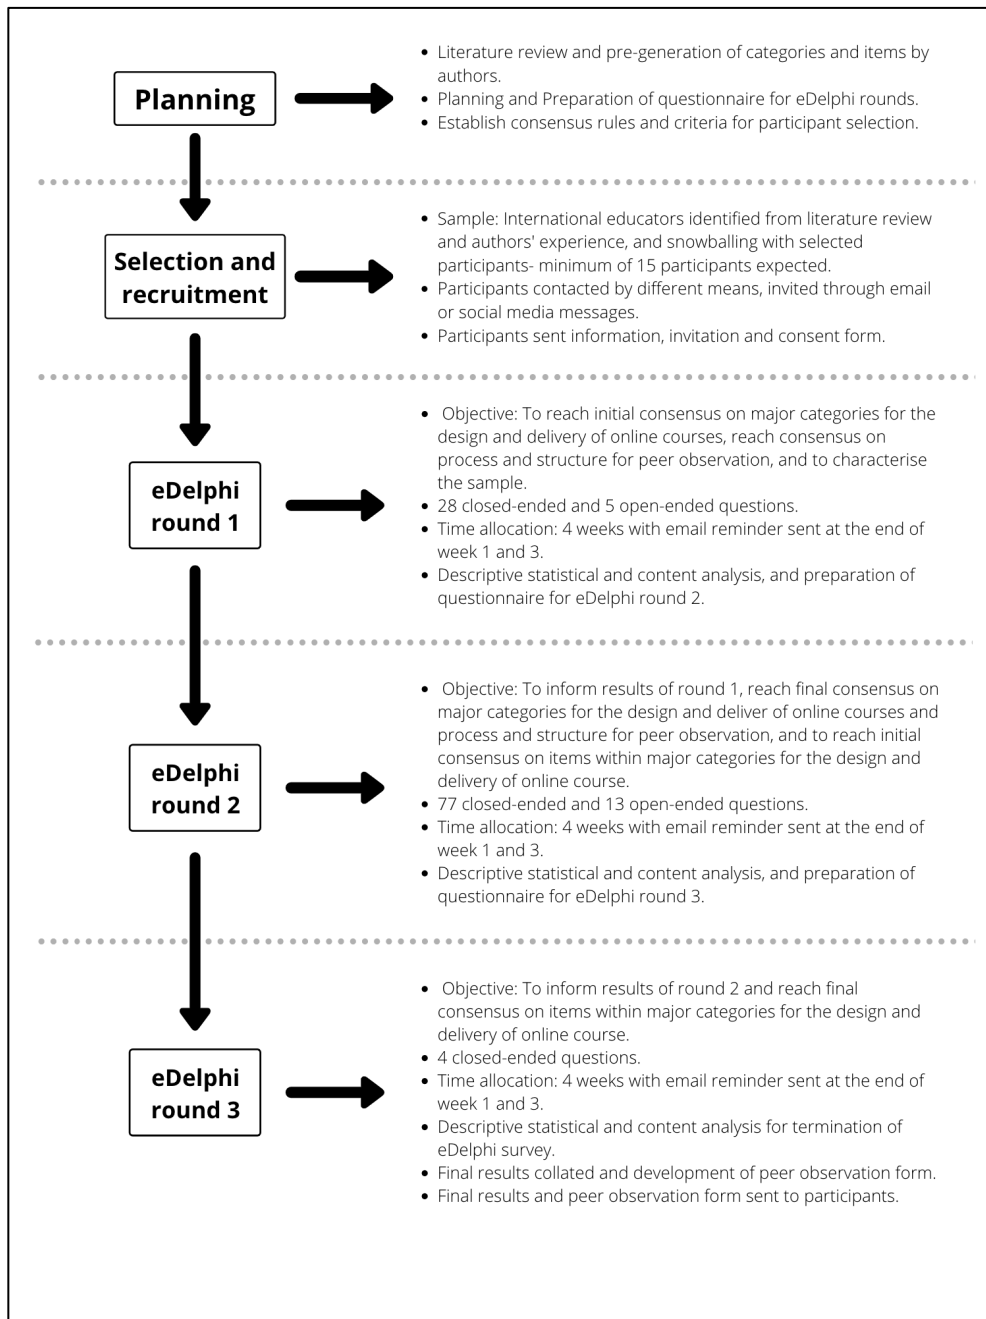 Planning
• Literature review and pre-generation of categories and items by
authors.
• Planning and Preparation of questionnaire for eDelphi rounds.
• Establish consensus rules and criteria for participant selection.
Selection and
recruitment
• Sample: International educators identified from literature review
and authors' experience, and snowballing with selected
participants- minimum of 15 participants expected.
• Participants contacted by different means, invited through email
or social media messages.
• Participants sent information, invitation and consent form.
eDelphi
round 1
• Objective: To reach initial consensus on major categories for the
design and delivery of online courses, reach consensus on
process and structure for peer observation, and to characterise
the sample.
• 28 closed-ended and 5 open-ended questions.
• Time allocation: 4 weeks with email reminder sent at the end of
week 1 and 3.
• Descriptive statistical and content analysis, and preparation of
questionnaire for eDelphi round 2.
eDelphi
round 2
• Objective: To inform results of round 1, reach final consensus on
major categories for the design and deliver of online courses and
process and structure for peer observation, and to reach initial
consensus on items within major categories for the design and
delivery of online course.
• 77 closed-ended and 13 open-ended questions.
• Time allocation: 4 weeks with email reminder sent at the end of
week 1 and 3.
• Descriptive statistical and content analysis, and preparation of
questionnaire for eDelphi round 3.
eDelphi
round 3
• Objective: To inform results of round 2 and reach final
consensus on items within major categories for the design and
delivery of online course.
• 4 closed-ended questions.
• Time allocation: 4 weeks with email reminder sent at the end of
week 1 and 3.
• Descriptive statistical and content analysis for termination of
eDelphi survey.
• Final results collated and development of peer observation form.
• Final results and peer observation form sent to participants.